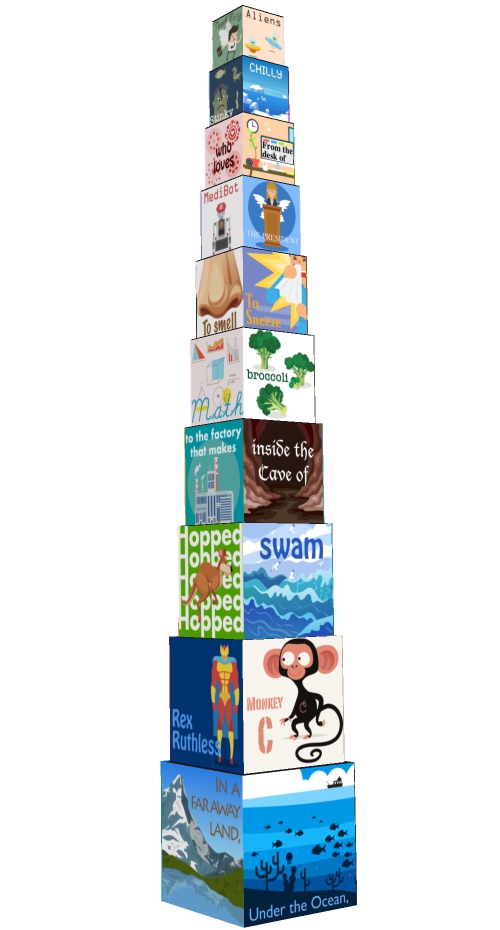 Aliens
Stinky
CHILLY
who
loves
From the
desk of
MediBot
THE PRESIDENT
To smell
To
Sneeze
Math
broccoli
to the factory
that makes
inside the
Cave of
Hopped
Hopped
Hopped
Hopped
Hopped
swam
Rex
Ruthless
MONKEY
C
IN A
FARAWAY
LAND,
Under the Ocean,